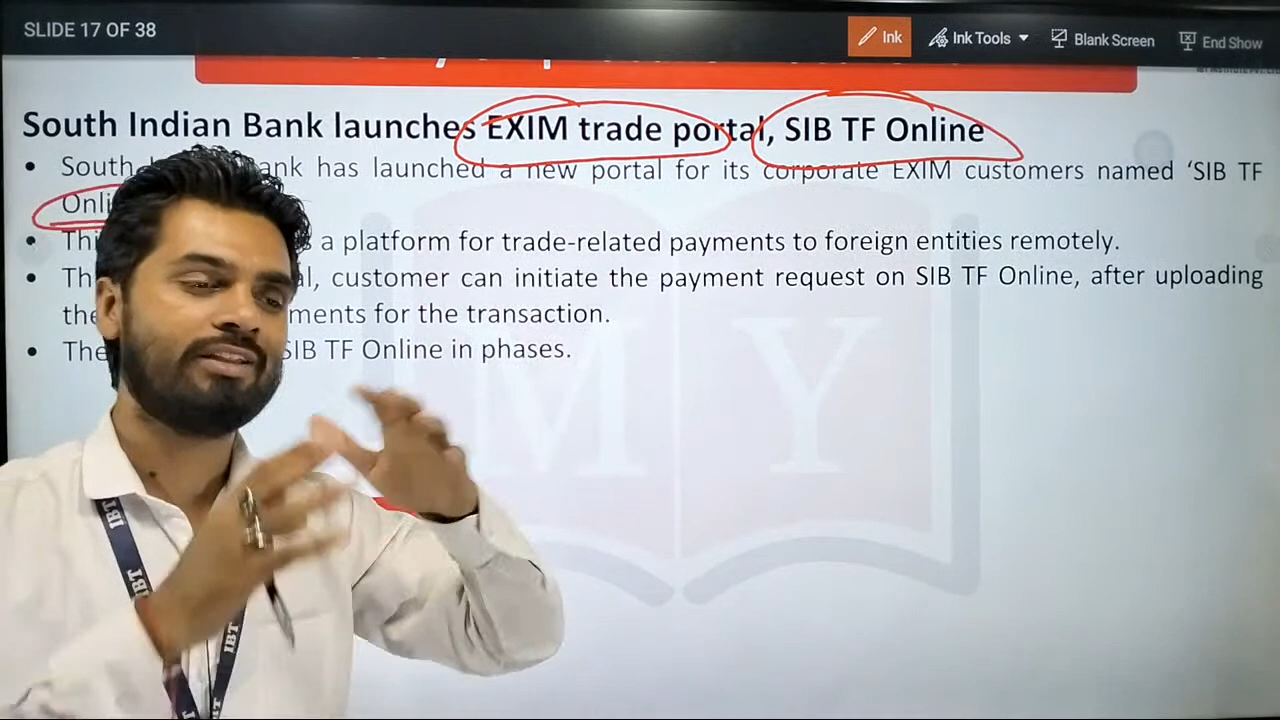 SLIDE 17 OF 38
Ink
Ink Tools
Blank Screen
End Show
South Indian Bank launches EXIM trade portal, SIB TF Online
• South ank has launched a new portal for its corporate EXIM customers named ‘SIB TF
Onli
• Thi s a platform for trade-related payments to foreign entities remotely.
• Th al, customer can initiate the payment request on SIB TF Online, after uploading
the ments for the transaction.
• The SIB TF Online in phases.
M Y
IBT
IBT
IBT